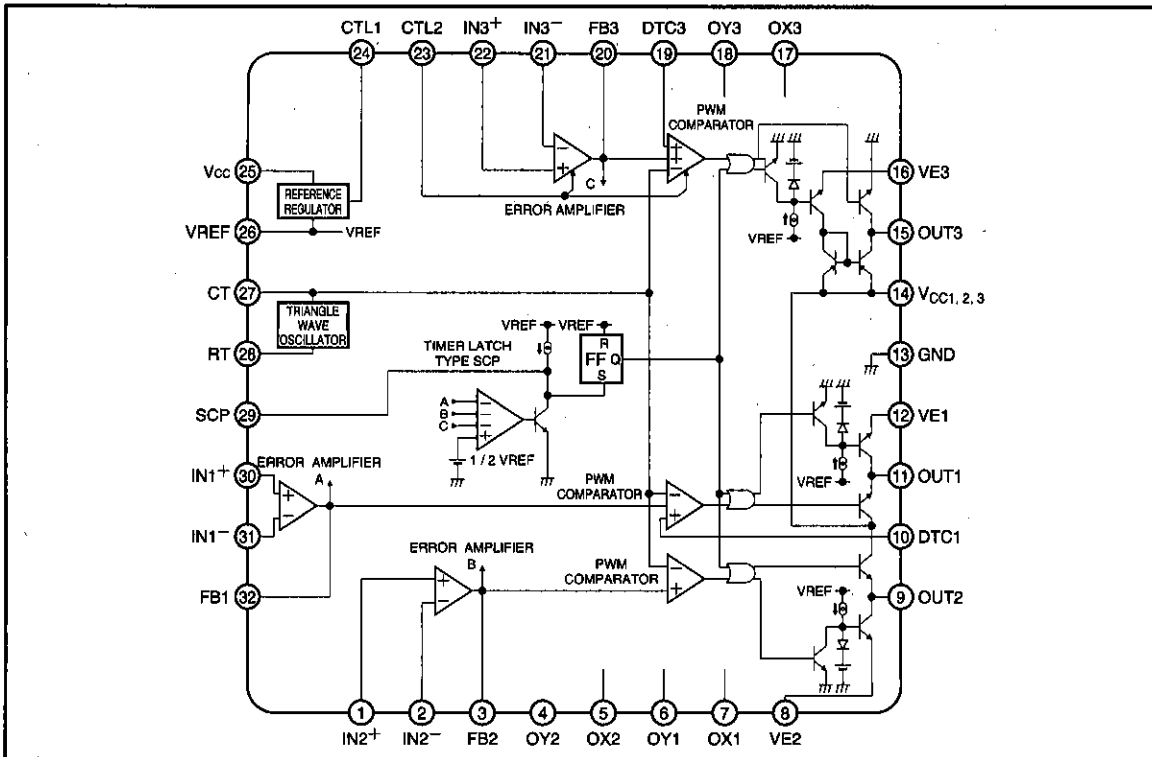 CTL1 CTL2 IN3+ IN3− FB3 DTC3 OY3 OX3
24 23 22 21 20 19 18 17
PWM
COMPARATOR
Vcc 25
REFERENCE
REGULATOR
− +
C
+ + −
16 VE3
ERROR AMPLIFIER
VREF 26
VREF
VREF
15 OUT3
CT 27
14 VCC1, 2, 3
TRIANGLE
WAVE
OSCILLATOR
RT 28
VREF VREF
TIMER LATCH
TYPE SCP
R
FF Q
S
13 GND
SCP 29
A −
B −
C −
+
1 / 2 VREF
12 VE1
VREF
IN1+ 30
ERROR AMPLIFIER
A
+ −
PWM
COMPARATOR
− +
11 OUT1
IN1− 31
10 DTC1
ERROR AMPLIFIER
B
+ −
PWM
COMPARATOR
− +
FB1 32
VREF
9 OUT2
1 2 3 4 5 6 7 8
IN2+ IN2− FB2 OY2 OX2 OY1 OX1 VE2